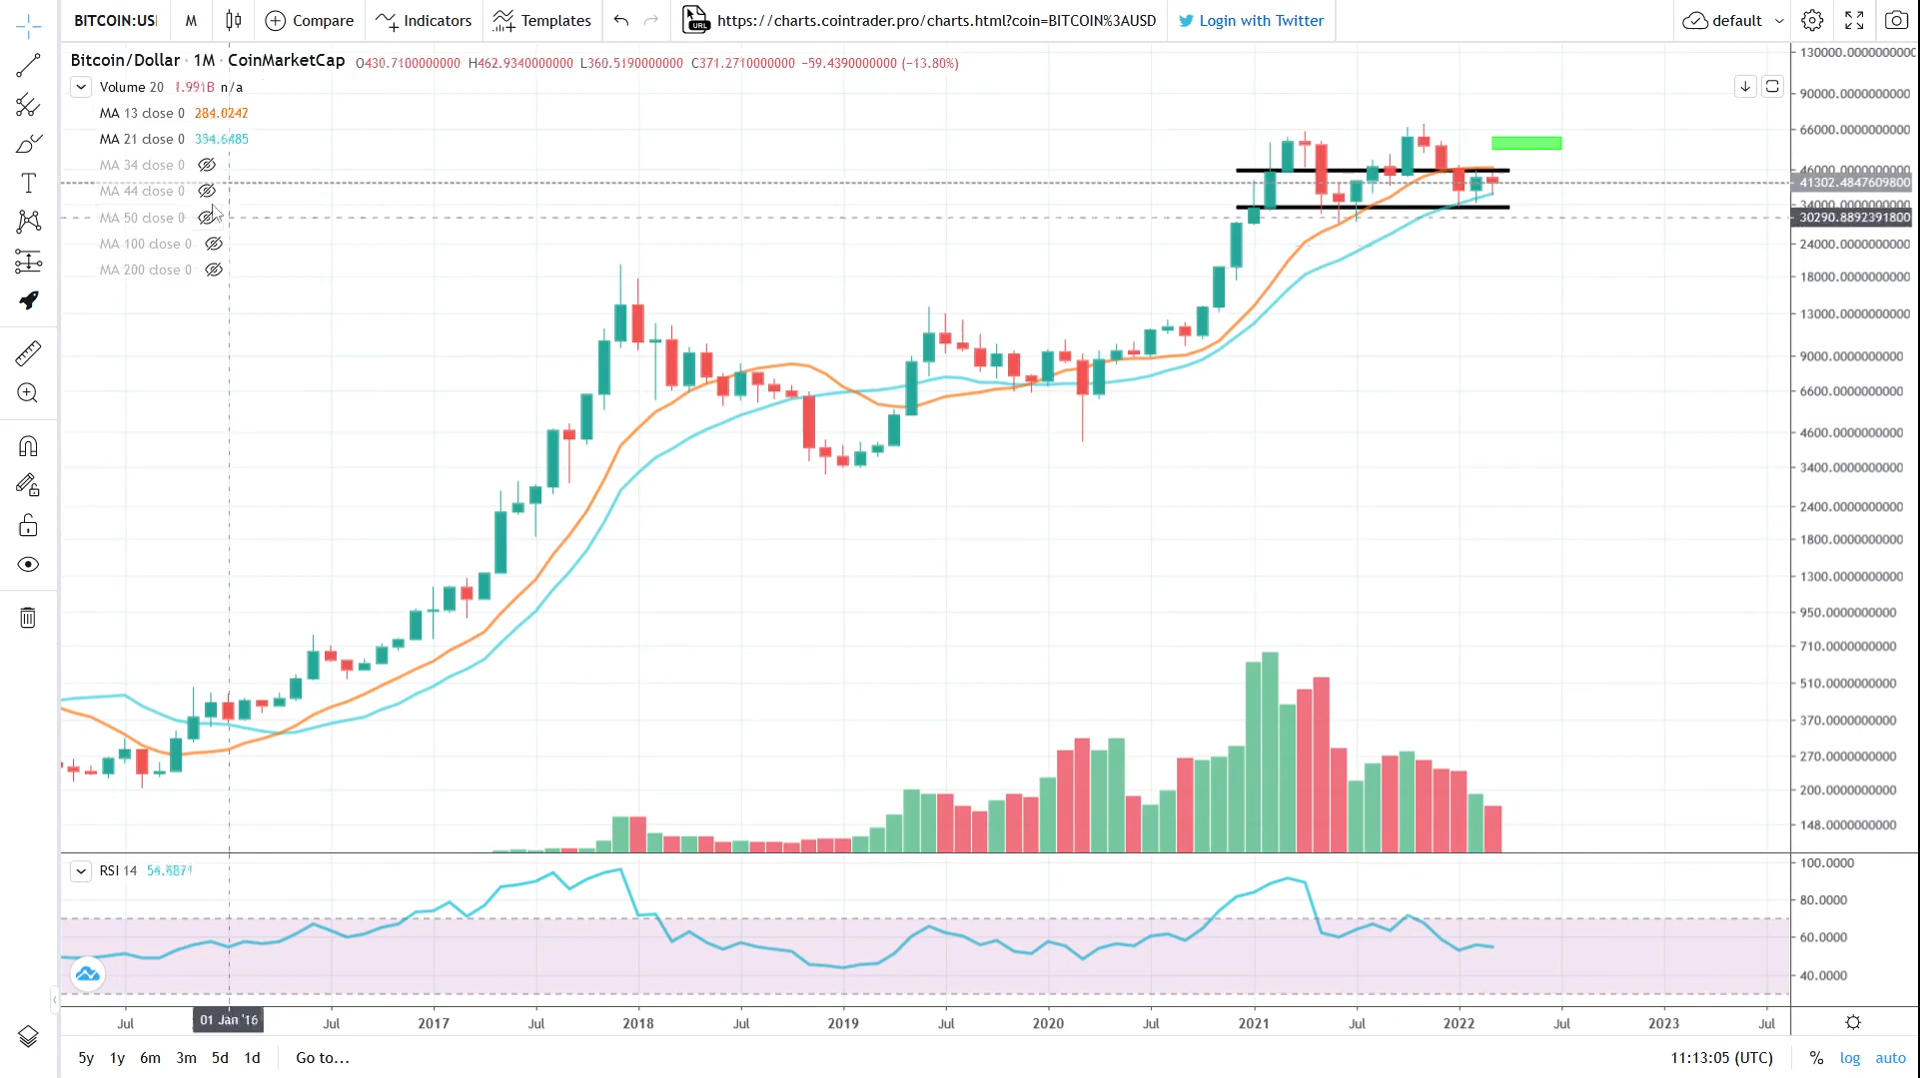 BITCOIN:US M Compare Indicators Templates URL https://charts.cointrader.pro/charts.html?coin=BITCOIN%3AUSD Login with Twitter default
Bitcoin/Dollar · 1M · CoinMarketCap O430.7100000000 H462.9340000000 L360.5190000000 C371.2710000000 −59.4390000000 (−13.80%)
Volume 20 1.991B n/a
MA 13 close 0 284.0242
MA 21 close 0
MA 34 close 0
MA 44 close 0
MA 50 close 0
MA 100 close 0
MA 200 close 0
130000.0000000000
90000.0000000000
66000.0000000000
46000.0000000000
41302.4847609800
34000.0000000000
30290.8892391800
24000.0000000000
18000.0000000000
13000.0000000000
9000.0000000000
6600.0000000000
4600.0000000000
3400.0000000000
2400.0000000000
1800.0000000000
1300.0000000000
950.0000000000
710.0000000000
510.0000000000
370.0000000000
270.0000000000
200.0000000000
148.0000000000
RSI 14
100.0000
80.0000
60.0000
40.0000
Jul 01 Jan '16 Jul 2017 Jul 2018 Jul 2019 Jul 2020 Jul 2021 Jul 2022 Jul 2023 Jul
5y 1y 6m 3m 5d 1d Go to... 11:13:05 (UTC) % log auto